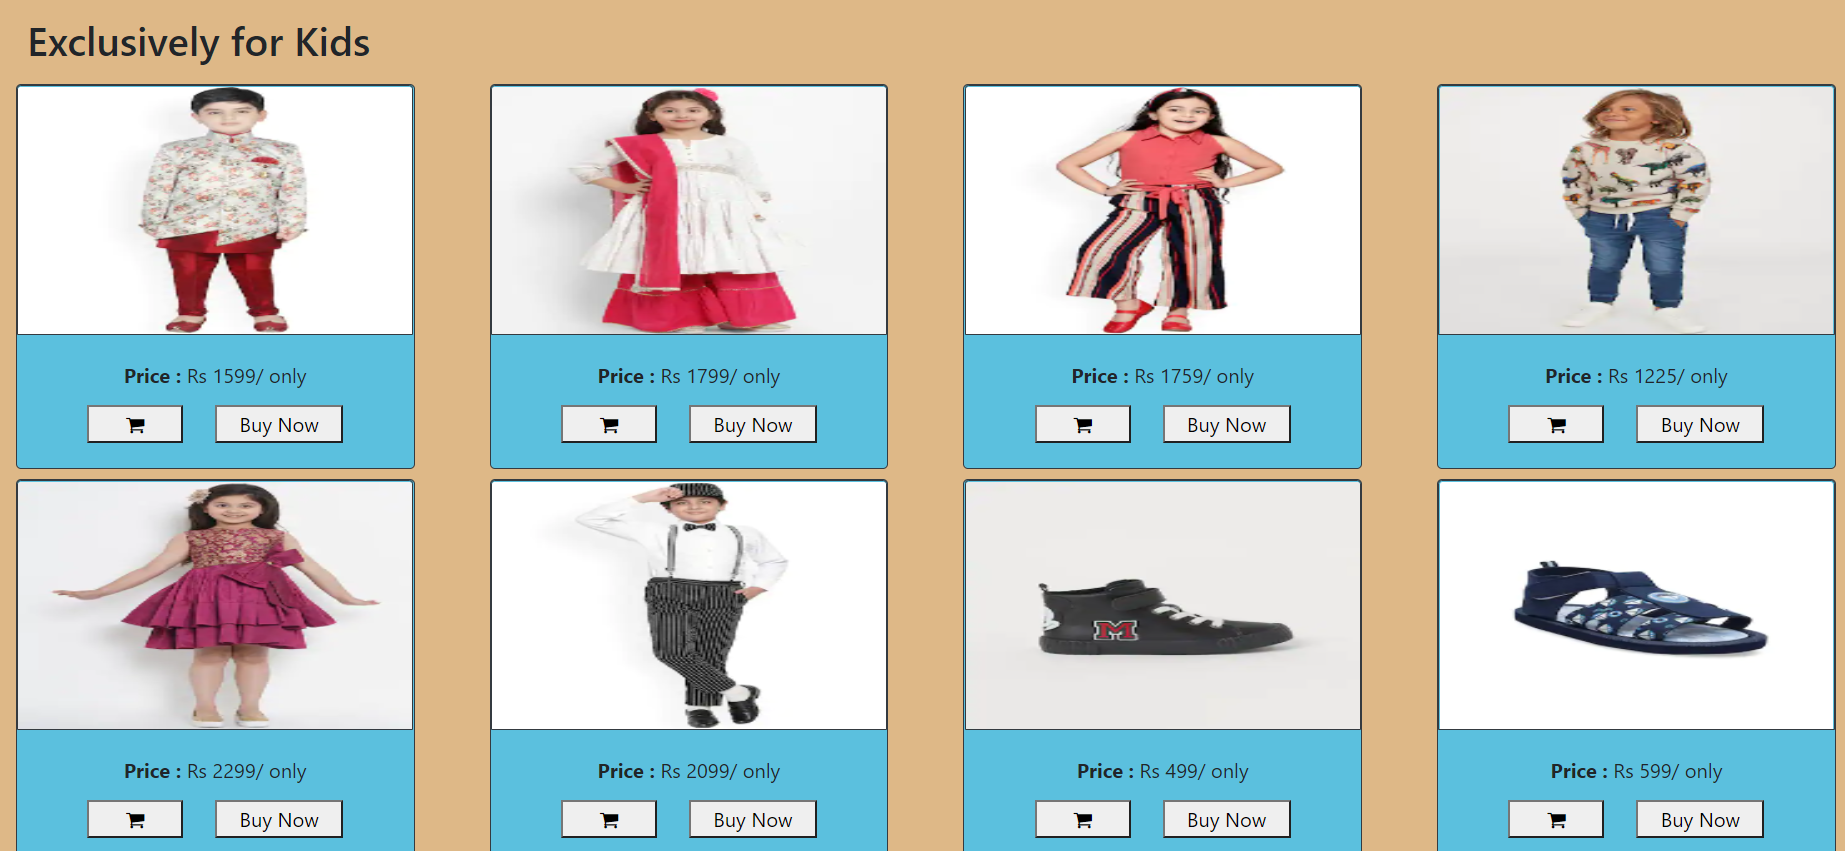 Exclusively for Kids
Price : Rs 1599/ only
Buy Now
Price : Rs 1799/ only
Buy Now
Price : Rs 1759/ only
Buy Now
Price : Rs 1225/ only
Buy Now
Price : Rs 2299/ only
Buy Now
Price : Rs 2099/ only
Buy Now
M
Price : Rs 499/ only
Buy Now
Price : Rs 599/ only
Buy Now